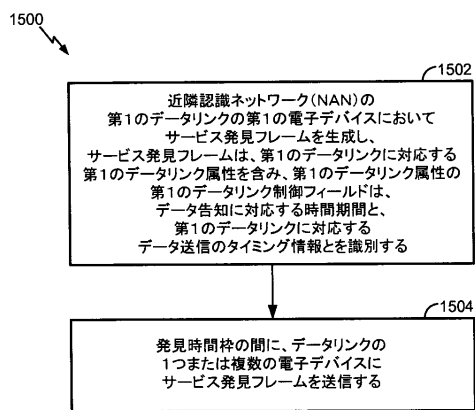 1500
1502
近隣認識ネットワーク(NAN)の
第1のデータリンクの第1の電子デバイスにおいて
サービス発見フレームを生成し、
サービス発見フレームは、第1のデータリンクに対応する
第1のデータリンク属性を含み、第1のデータリンク属性の
第1のデータリンク制御フィールドは、
データ告知に対応する時間期間と、
第1のデータリンクに対応する
データ送信のタイミング情報とを識別する
1504
発見時間枠の間に、データリンクの
1つまたは複数の電子デバイスに
サービス発見フレームを送信する